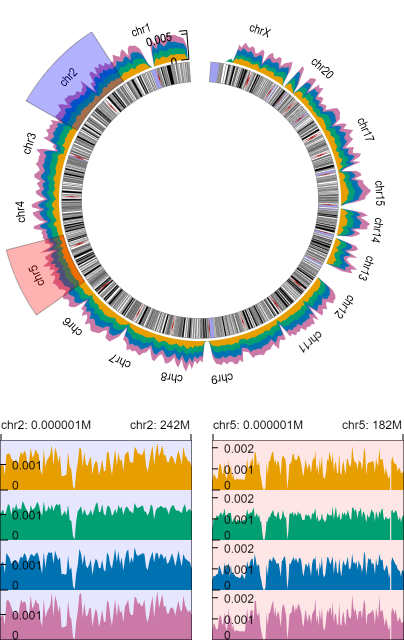 chr1
0.005
0
chrX
chr2
chr20
chr3
chr17
chr4
chr15
chr14
chr5
chr13
chr6
chr12
chr7
chr11
chr8
chr9
chr2: 0.000001M
chr2: 242M
chr5: 0.000001M
chr5: 182M
0.001
0
0.002
0.001
0
0.001
0
0.002
0.001
0
0.001
0
0.002
0.001
0
0.001
0
0.002
0.001
0